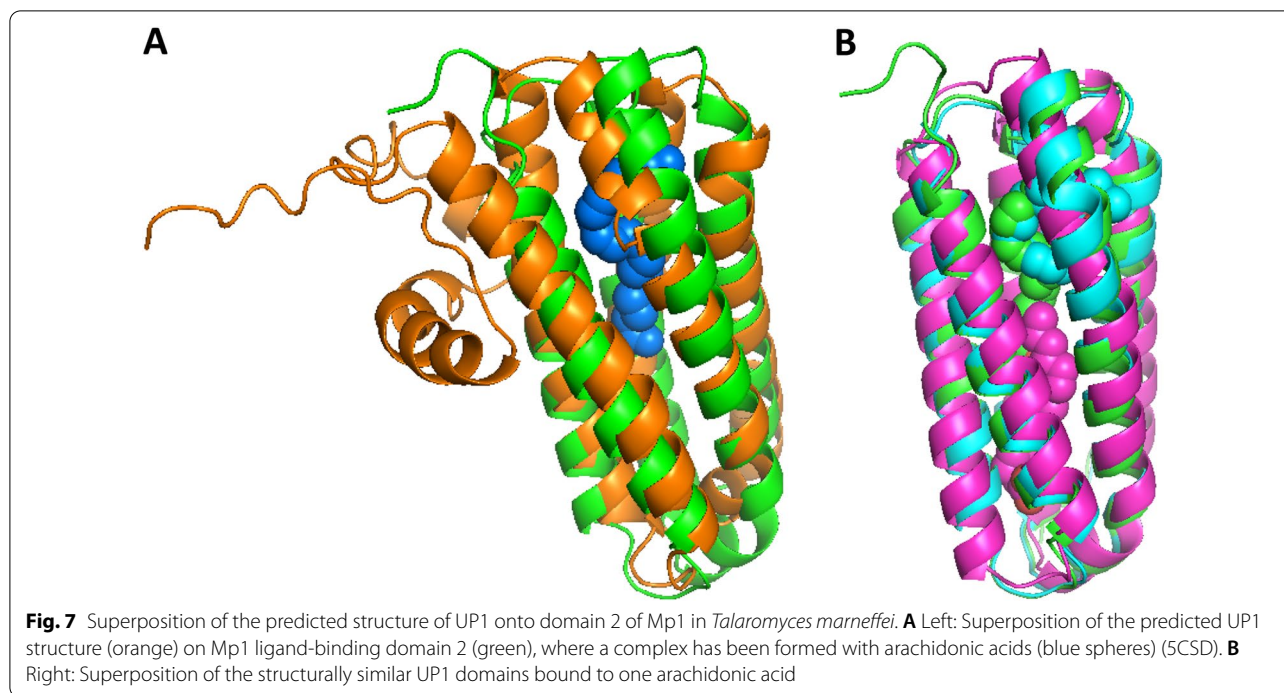 A
B
Fig. 7 Superposition of the predicted structure of UP1 onto domain 2 of Mp1 in Talaromyces marneffei. A Left: Superposition of the predicted UP1
structure (orange) on Mp1 ligand-binding domain 2 (green), where a complex has been formed with arachidonic acids (blue spheres) (5CSD). B
Right: Superposition of the structurally similar UP1 domains bound to one arachidonic acid